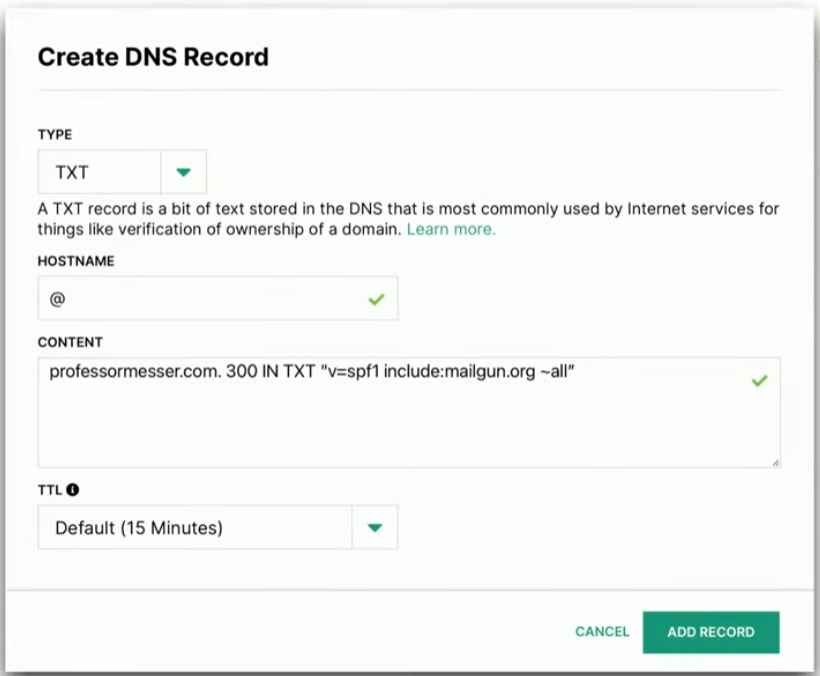 Create DNS Record
TYPE
TXT
A TXT record is a bit of text stored in the DNS that is most commonly used by Internet services for
things like verification of ownership of a domain. Learn more.
HOSTNAME
@
CONTENT
professormesser.com. 300 IN TXT "v=spf1 include:mailgun.org ~all"
TTL
Default (15 Minutes)
CANCEL ADD RECORD